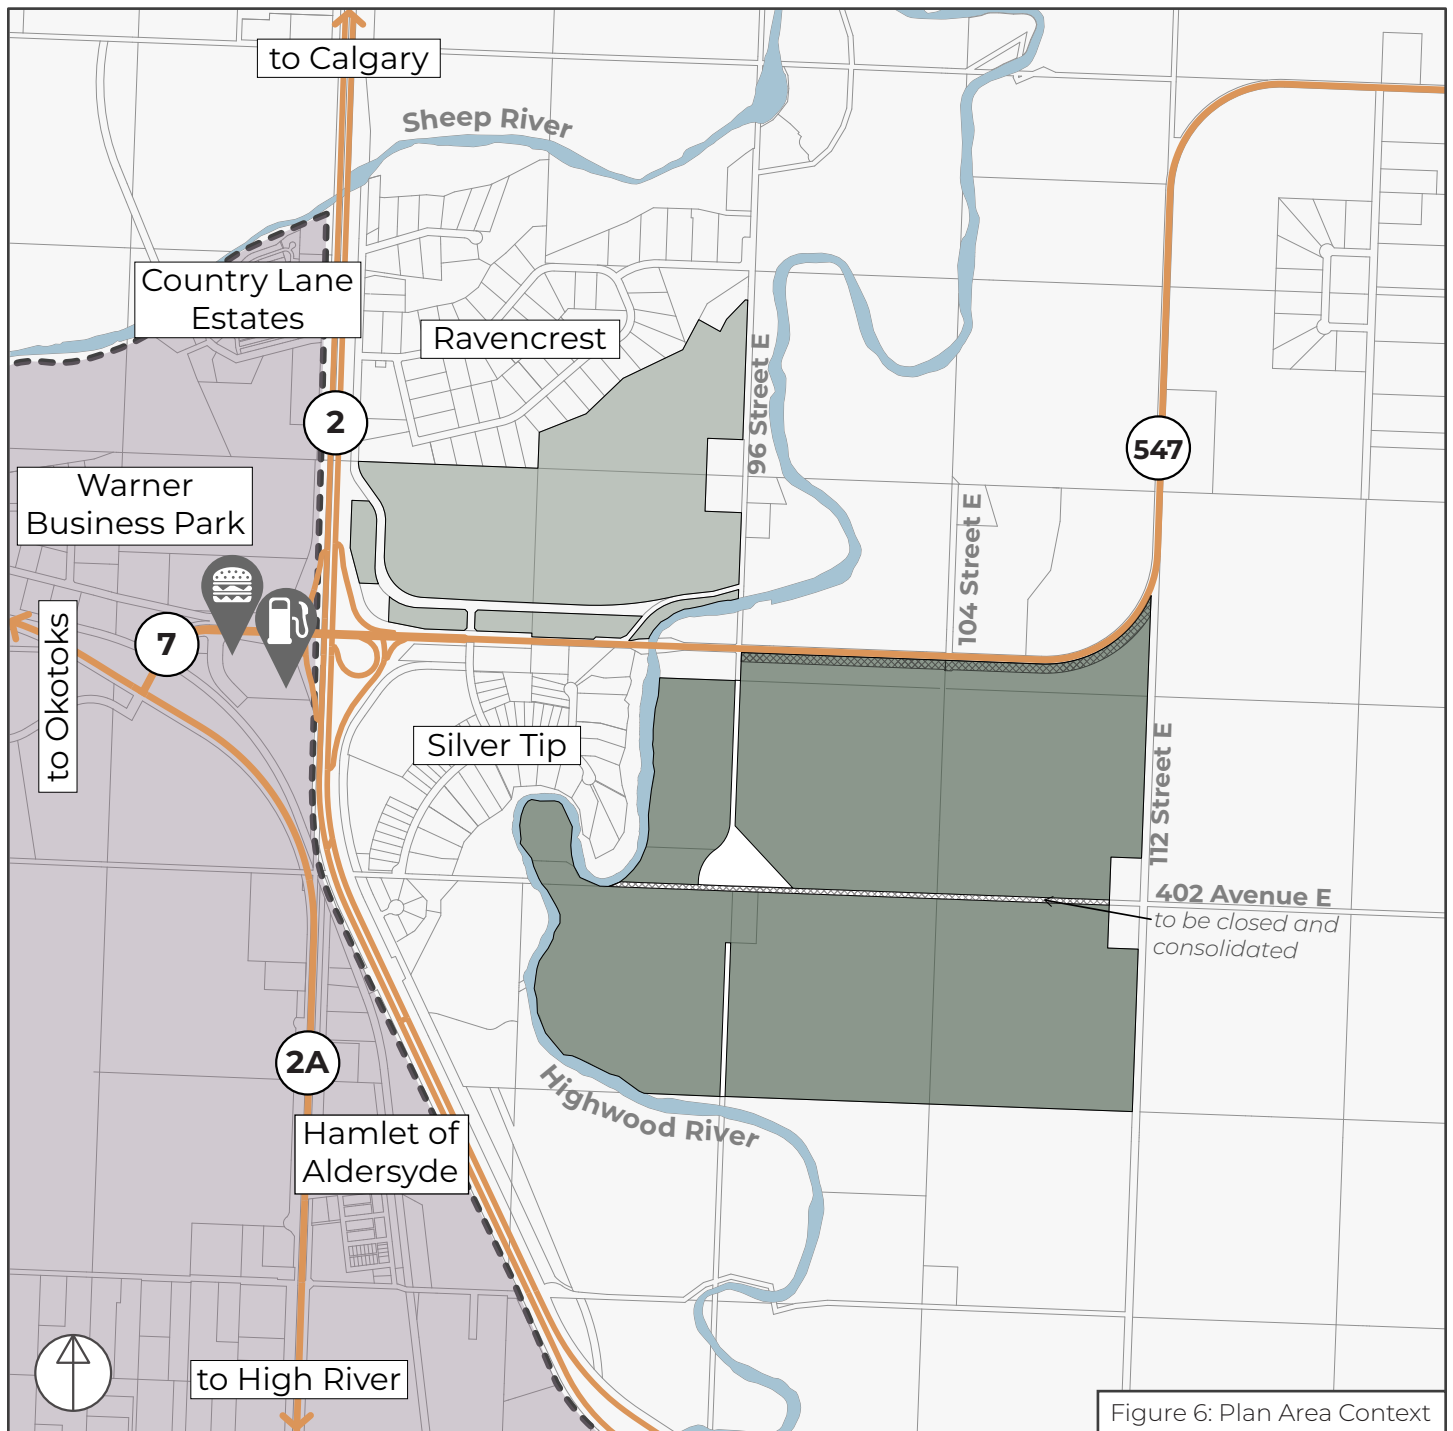 to Calgary
Sheep River
Country Lane
Estates
Ravencrest
96 Street E
2
547
Warner
Business Park
104 Street E
to Okotoks
7
Silver Tip
112 Street E
402 Avenue E
to be closed and
consolidated
2A
Highwood River
Hamlet of
Aldersyde
to High River
Figure 6: Plan Area Context